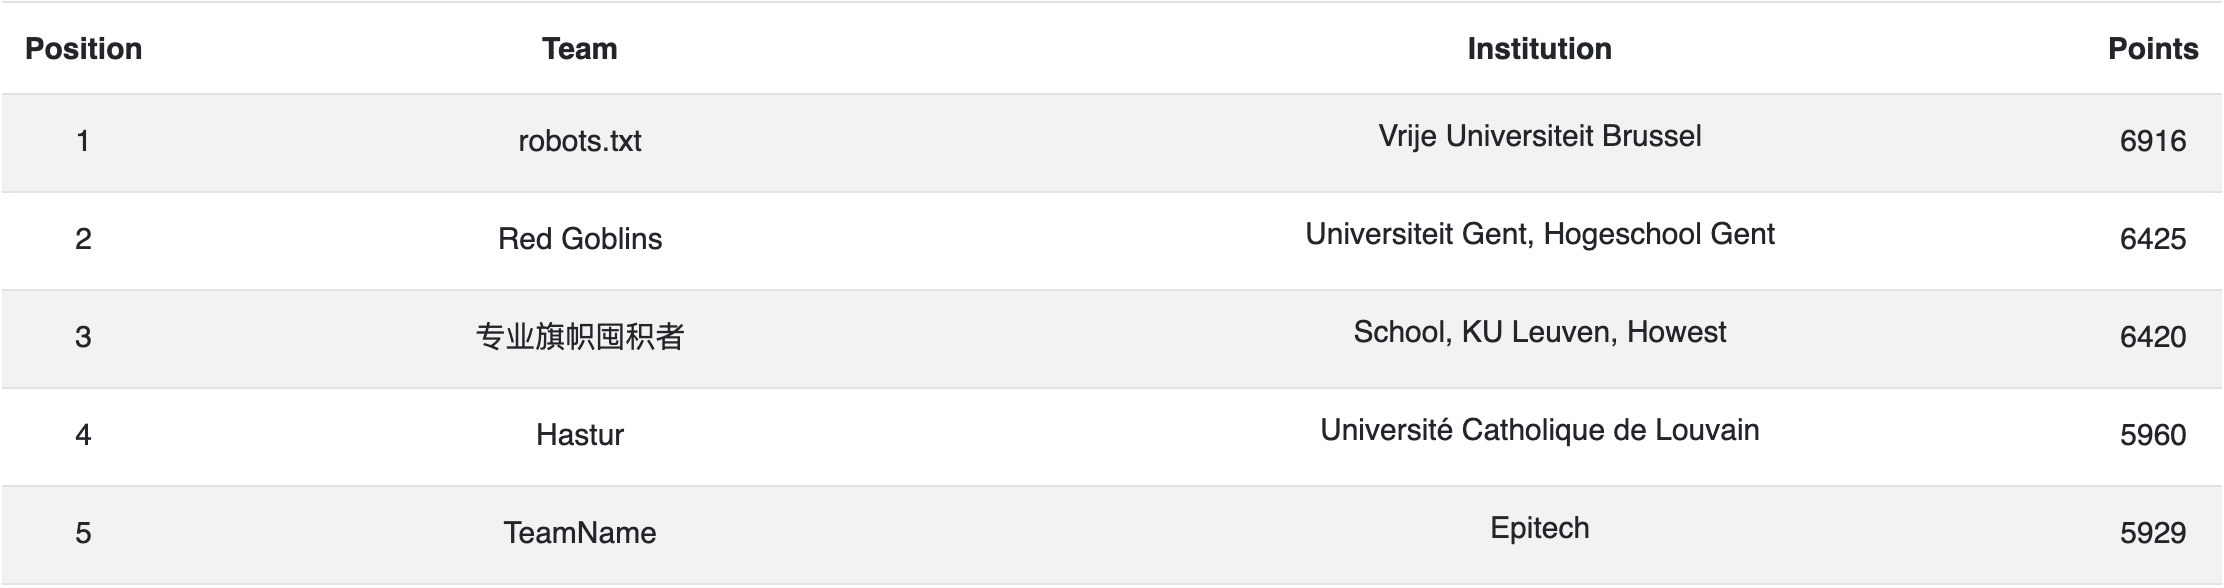 Position Team Institution Points
1 robots.txt Vrije Universiteit Brussel 6916
2 Red Goblins Universiteit Gent, Hogeschool Gent 6425
3 专业旗帜囤积者 School, KU Leuven, Howest 6420
4 Hastur Université Catholique de Louvain 5960
5 TeamName Epitech 5929